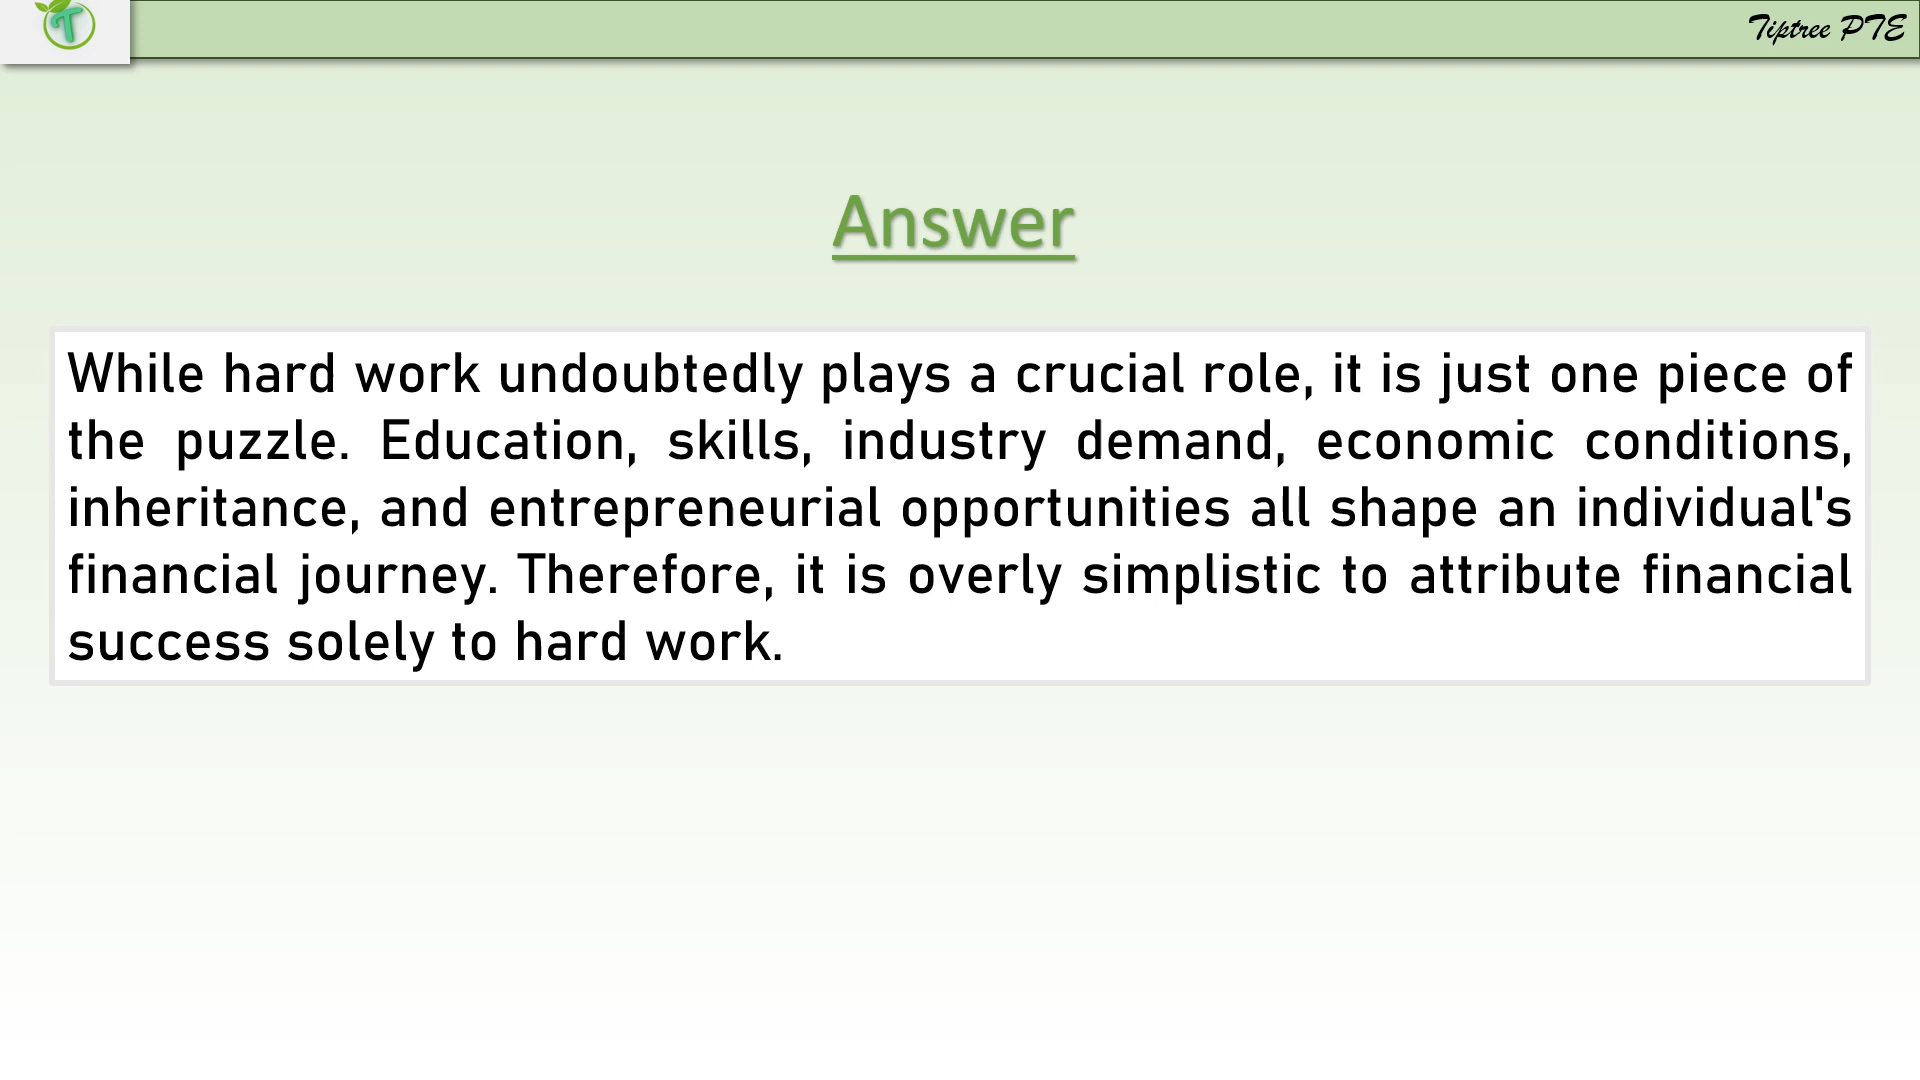 T
Tiptree PTE
Answer
While hard work undoubtedly plays a crucial role, it is just one piece of
the puzzle. Education, skills, industry demand, economic conditions,
inheritance, and entrepreneurial opportunities all shape an individual's
financial journey. Therefore, it is overly simplistic to attribute financial
success solely to hard work.